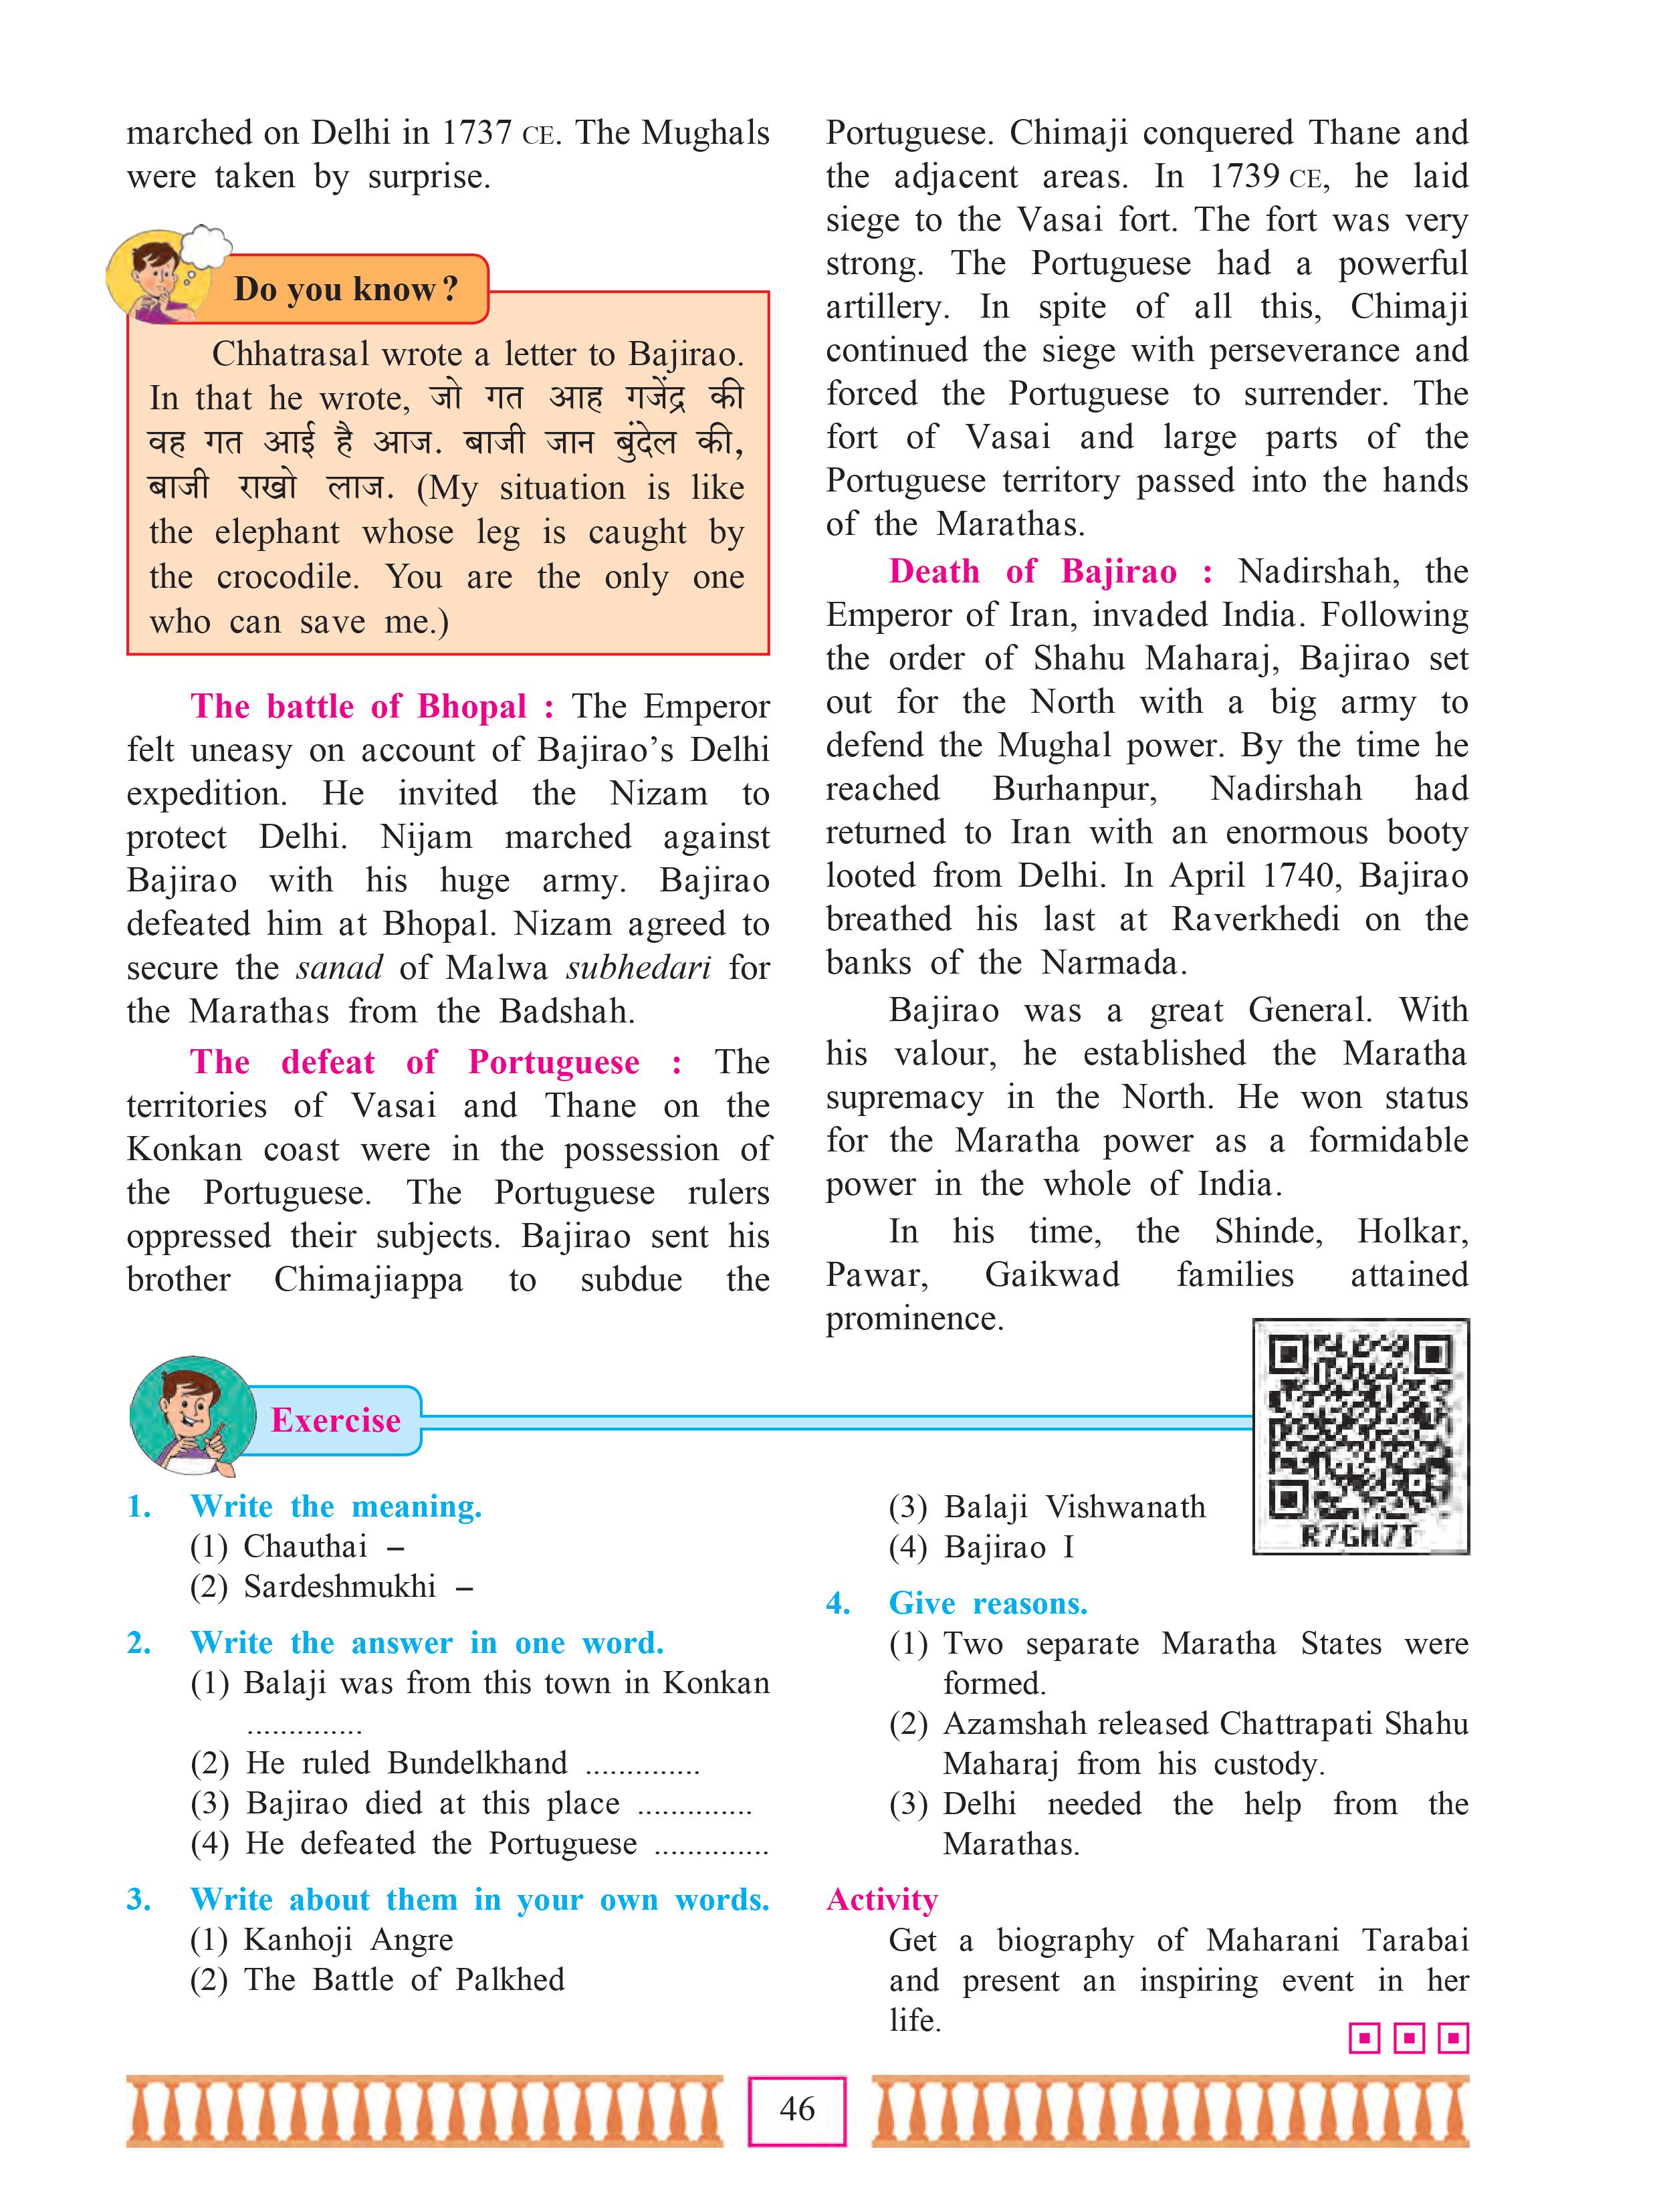 marched on Delhi in 1737 CE. The Mughals
were taken by surprise.
Do you know?
Chhatrasal wrote a letter to Bajirao.
In that he wrote, जो गत आह गजेंद्र की
वह गत आई है आज. बाजी जान बुंदेल की,
बाजी राखो लाज. (My situation is like
the elephant whose leg is caught by
the crocodile. You are the only one
who can save me.)
The battle of Bhopal : The Emperor
felt uneasy on account of Bajirao’s Delhi
expedition. He invited the Nizam to
protect Delhi. Nijam marched against
Bajirao with his huge army. Bajirao
defeated him at Bhopal. Nizam agreed to
secure the sanad of Malwa subhedari for
the Marathas from the Badshah.
The defeat of Portuguese : The
territories of Vasai and Thane on the
Konkan coast were in the possession of
the Portuguese. The Portuguese rulers
oppressed their subjects. Bajirao sent his
brother Chimajiappa to subdue the
Portuguese. Chimaji conquered Thane and
the adjacent areas. In 1739 CE, he laid
siege to the Vasai fort. The fort was very
strong. The Portuguese had a powerful
artillery. In spite of all this, Chimaji
continued the siege with perseverance and
forced the Portuguese to surrender. The
fort of Vasai and large parts of the
Portuguese territory passed into the hands
of the Marathas.
Death of Bajirao : Nadirshah, the
Emperor of Iran, invaded India. Following
the order of Shahu Maharaj, Bajirao set
out for the North with a big army to
defend the Mughal power. By the time he
reached Burhanpur, Nadirshah had
returned to Iran with an enormous booty
looted from Delhi. In April 1740, Bajirao
breathed his last at Raverkhedi on the
banks of the Narmada.
Bajirao was a great General. With
his valour, he established the Maratha
supremacy in the North. He won status
for the Maratha power as a formidable
power in the whole of India.
In his time, the Shinde, Holkar,
Pawar, Gaikwad families attained
prominence.
R7GH7T
Exercise
1. Write the meaning.
(1) Chauthai –
(2) Sardeshmukhi –
2. Write the answer in one word.
(1) Balaji was from this town in Konkan
..............
(2) He ruled Bundelkhand ..............
(3) Bajirao died at this place ..............
(4) He defeated the Portuguese ..............
3. Write about them in your own words.
(1) Kanhoji Angre
(2) The Battle of Palkhed
(3) Balaji Vishwanath
(4) Bajirao I
4. Give reasons.
(1) Two separate Maratha States were
formed.
(2) Azamshah released Chattrapati Shahu
Maharaj from his custody.
(3) Delhi needed the help from the
Marathas.
Activity
Get a biography of Maharani Tarabai
and present an inspiring event in her
life.
46